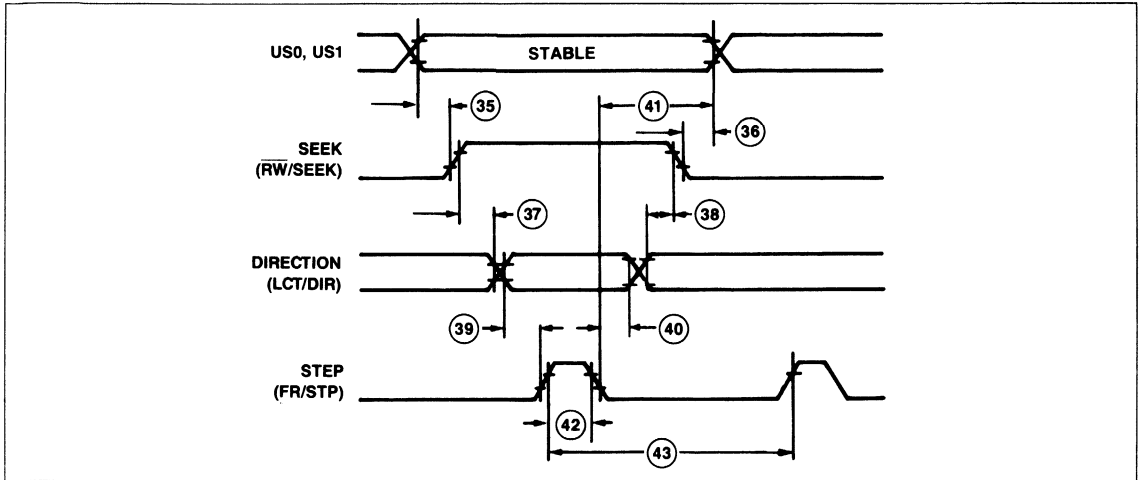 US0, US1
STABLE
35
41
36
SEEK
(R̅W̅/SEEK)
37
38
DIRECTION
(LCT/DIR)
39
40
STEP
(FR/STP)
42
43